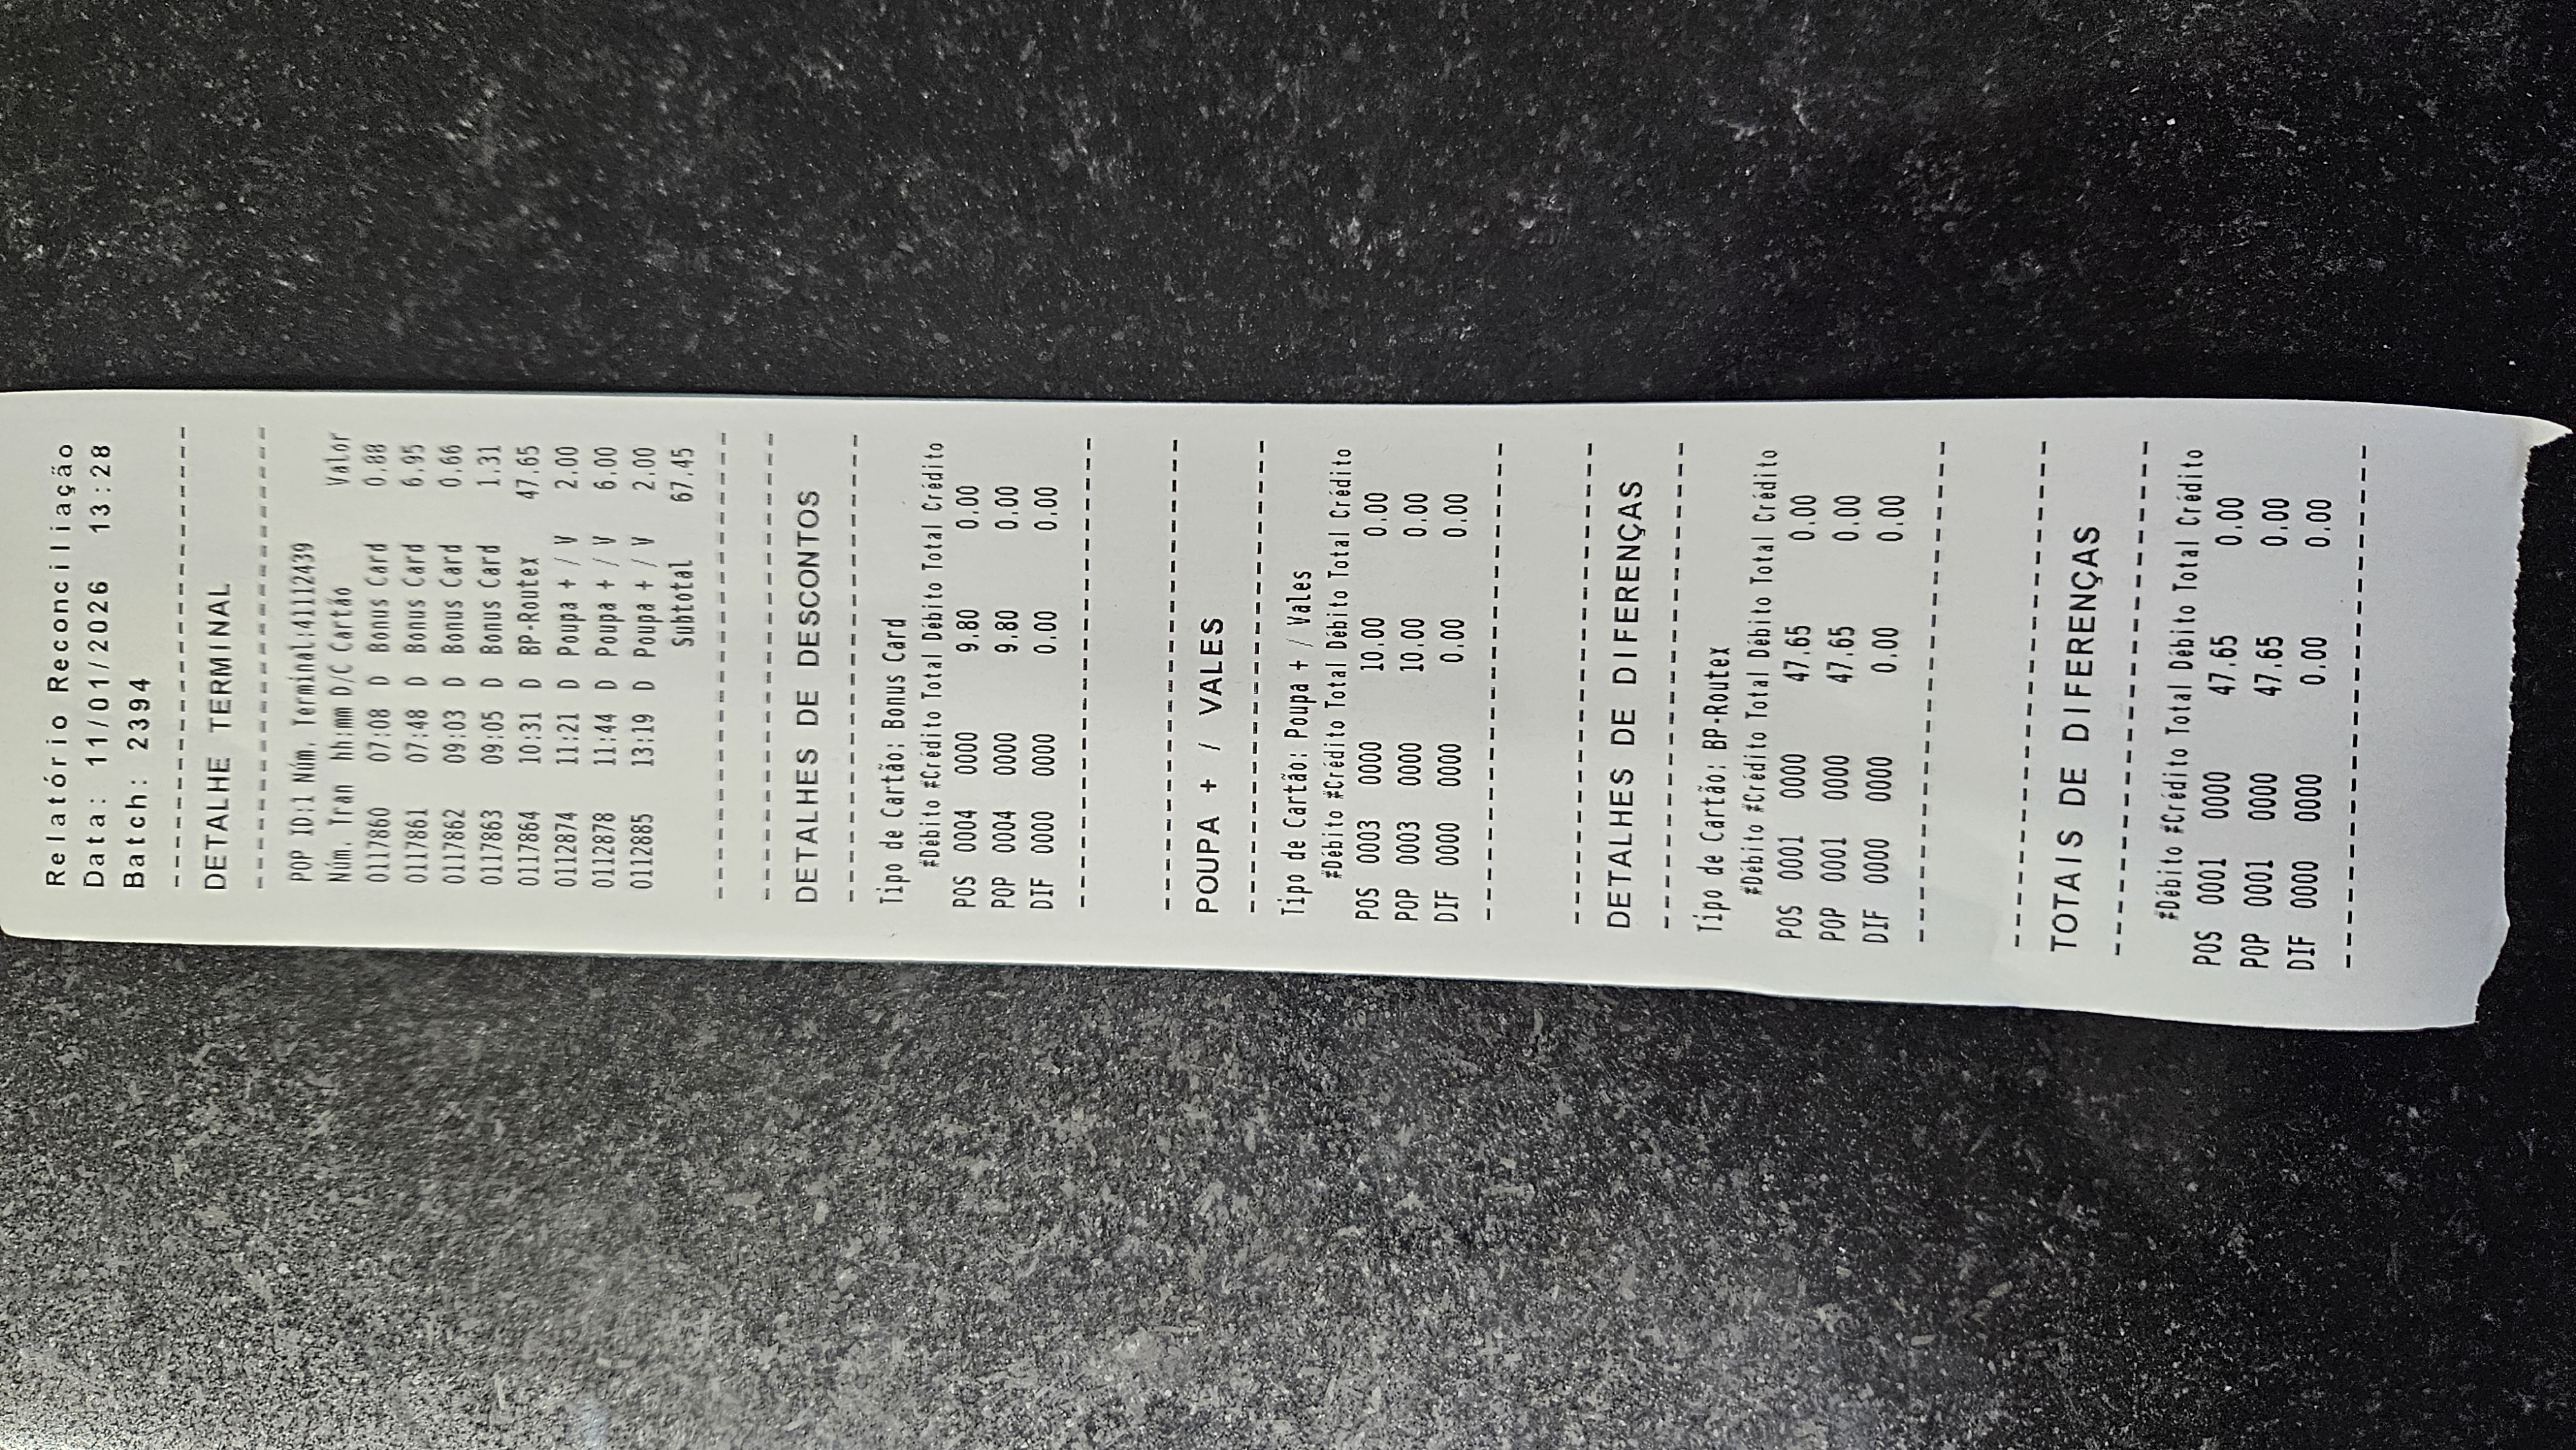 Relatório Reconciliação
Data: 11/01/2026 13:28
Batch: 2394
--------------------------------
DETALHE TERMINAL
--------------------------------
POP ID:1 Núm. Terminal:41112439
Núm. Tran hh:mm D/C Cartão Valor
0117860 07:08 D Bonus Card 0.88
0117861 07:48 D Bonus Card 6.95
0117862 09:03 D Bonus Card 0.66
0117863 09:05 D Bonus Card 1.31
0117864 10:31 D BP-Routex 47.65
0112874 11:21 D Poupa + / V 2.00
0112878 11:44 D Poupa + / V 6.00
0112885 13:19 D Poupa + / V 2.00
Subtotal 67.45
--------------------------------
--------------------------------
DETALHES DE DESCONTOS
--------------------------------
Tipo de Cartão: Bonus Card
#Débito #Crédito Total Débito Total Crédito
POS 0004 0000 9.80 0.00
POP 0004 0000 9.80 0.00
DIF 0000 0000 0.00 0.00
--------------------------------
--------------------------------
POUPA + / VALES
--------------------------------
Tipo de Cartão: Poupa + / Vales
#Débito #Crédito Total Débito Total Crédito
POS 0003 0000 10.00 0.00
POP 0003 0000 10.00 0.00
DIF 0000 0000 0.00 0.00
--------------------------------
--------------------------------
DETALHES DE DIFERENÇAS
--------------------------------
Tipo de Cartão: BP-Routex
#Débito #Crédito Total Débito Total Crédito
POS 0001 0000 47.65 0.00
POP 0001 0000 47.65 0.00
DIF 0000 0000 0.00 0.00
--------------------------------
--------------------------------
TOTAIS DE DIFERENÇAS
--------------------------------
#Débito #Crédito Total Débito Total Crédito
POS 0001 0000 47.65 0.00
POP 0001 0000 47.65 0.00
DIF 0000 0000 0.00 0.00
--------------------------------